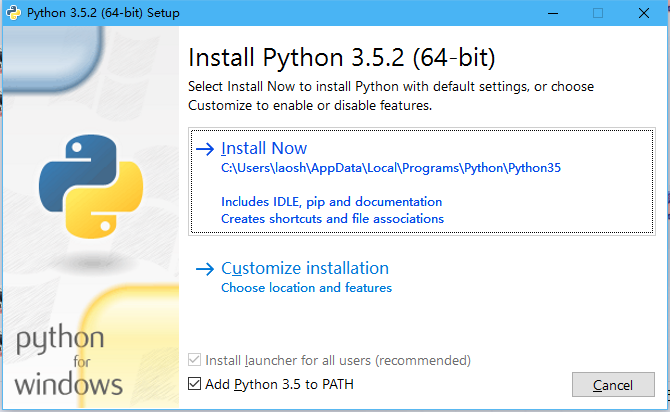 Python 3.5.2 (64-bit) Setup
Install Python 3.5.2 (64-bit)
Select Install Now to install Python with default settings, or choose
Customize to enable or disable features.
Install Now
C:\Users\laosh\AppData\Local\Programs\Python\Python35
Includes IDLE, pip and documentation
Creates shortcuts and file associations
Customize installation
Choose location and features
python
for
windows
Install launcher for all users (recommended)
Add Python 3.5 to PATH
Cancel